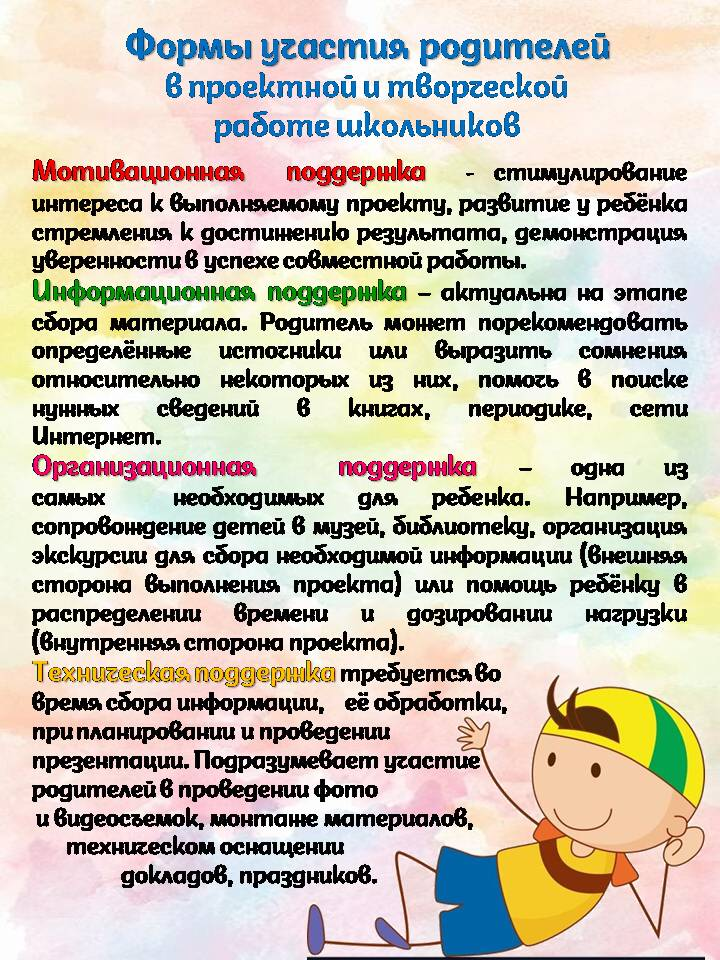 Формы участия родителей
в проектной и творческой
работе школьников
Мотивационная поддержка - стимулирование
интереса к выполняемому проекту, развитие у ребёнка
стремления к достижению результата, демонстрация
уверенности в успехе совместной работы.
Информационная поддержка – актуальна на этапе
сбора материала. Родитель может порекомендовать
определённые источники или выразить сомнения
относительно некоторых из них, помочь в поиске
нужных сведений в книгах, периодике, сети
Интернет.
Организационная поддержка – одна из
самых необходимых для ребенка. Например,
сопровождение детей в музей, библиотеку, организация
экскурсии для сбора необходимой информации (внешняя
сторона выполнения проекта) или помощь ребёнку в
распределении времени и дозировании нагрузки
(внутренняя сторона проекта).
Техническая поддержка требуется во
время сбора информации, её обработки,
при планировании и проведении
презентации. Подразумевает участие
родителей в проведении фото
и видеосъемок, монтаже материалов,
техническом оснащении
докладов, праздников.